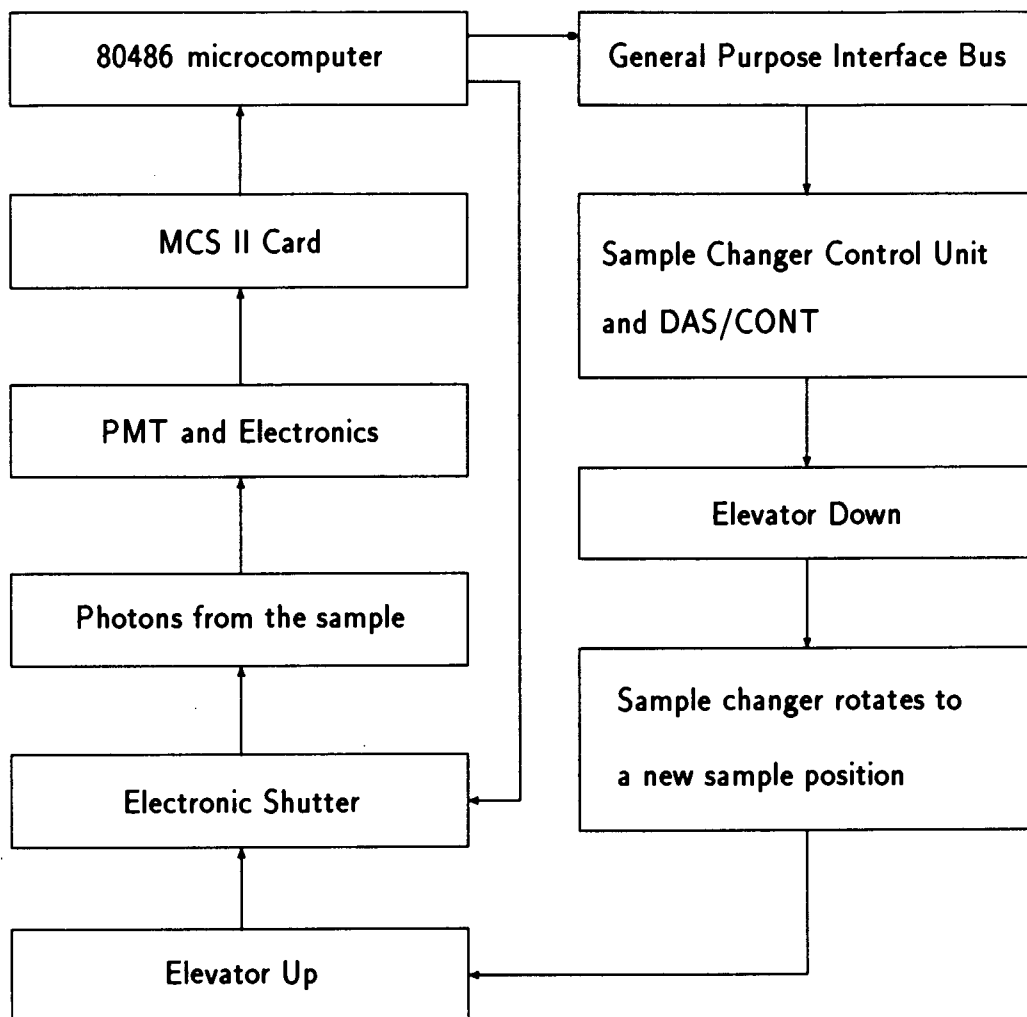 80486 microcomputer
General Purpose Interface Bus
MCS II Card
Sample Changer Control Unit
and DAS/CONT
PMT and Electronics
Elevator Down
Photons from the sample
Sample changer rotates to
a new sample position
Electronic Shutter
Elevator Up